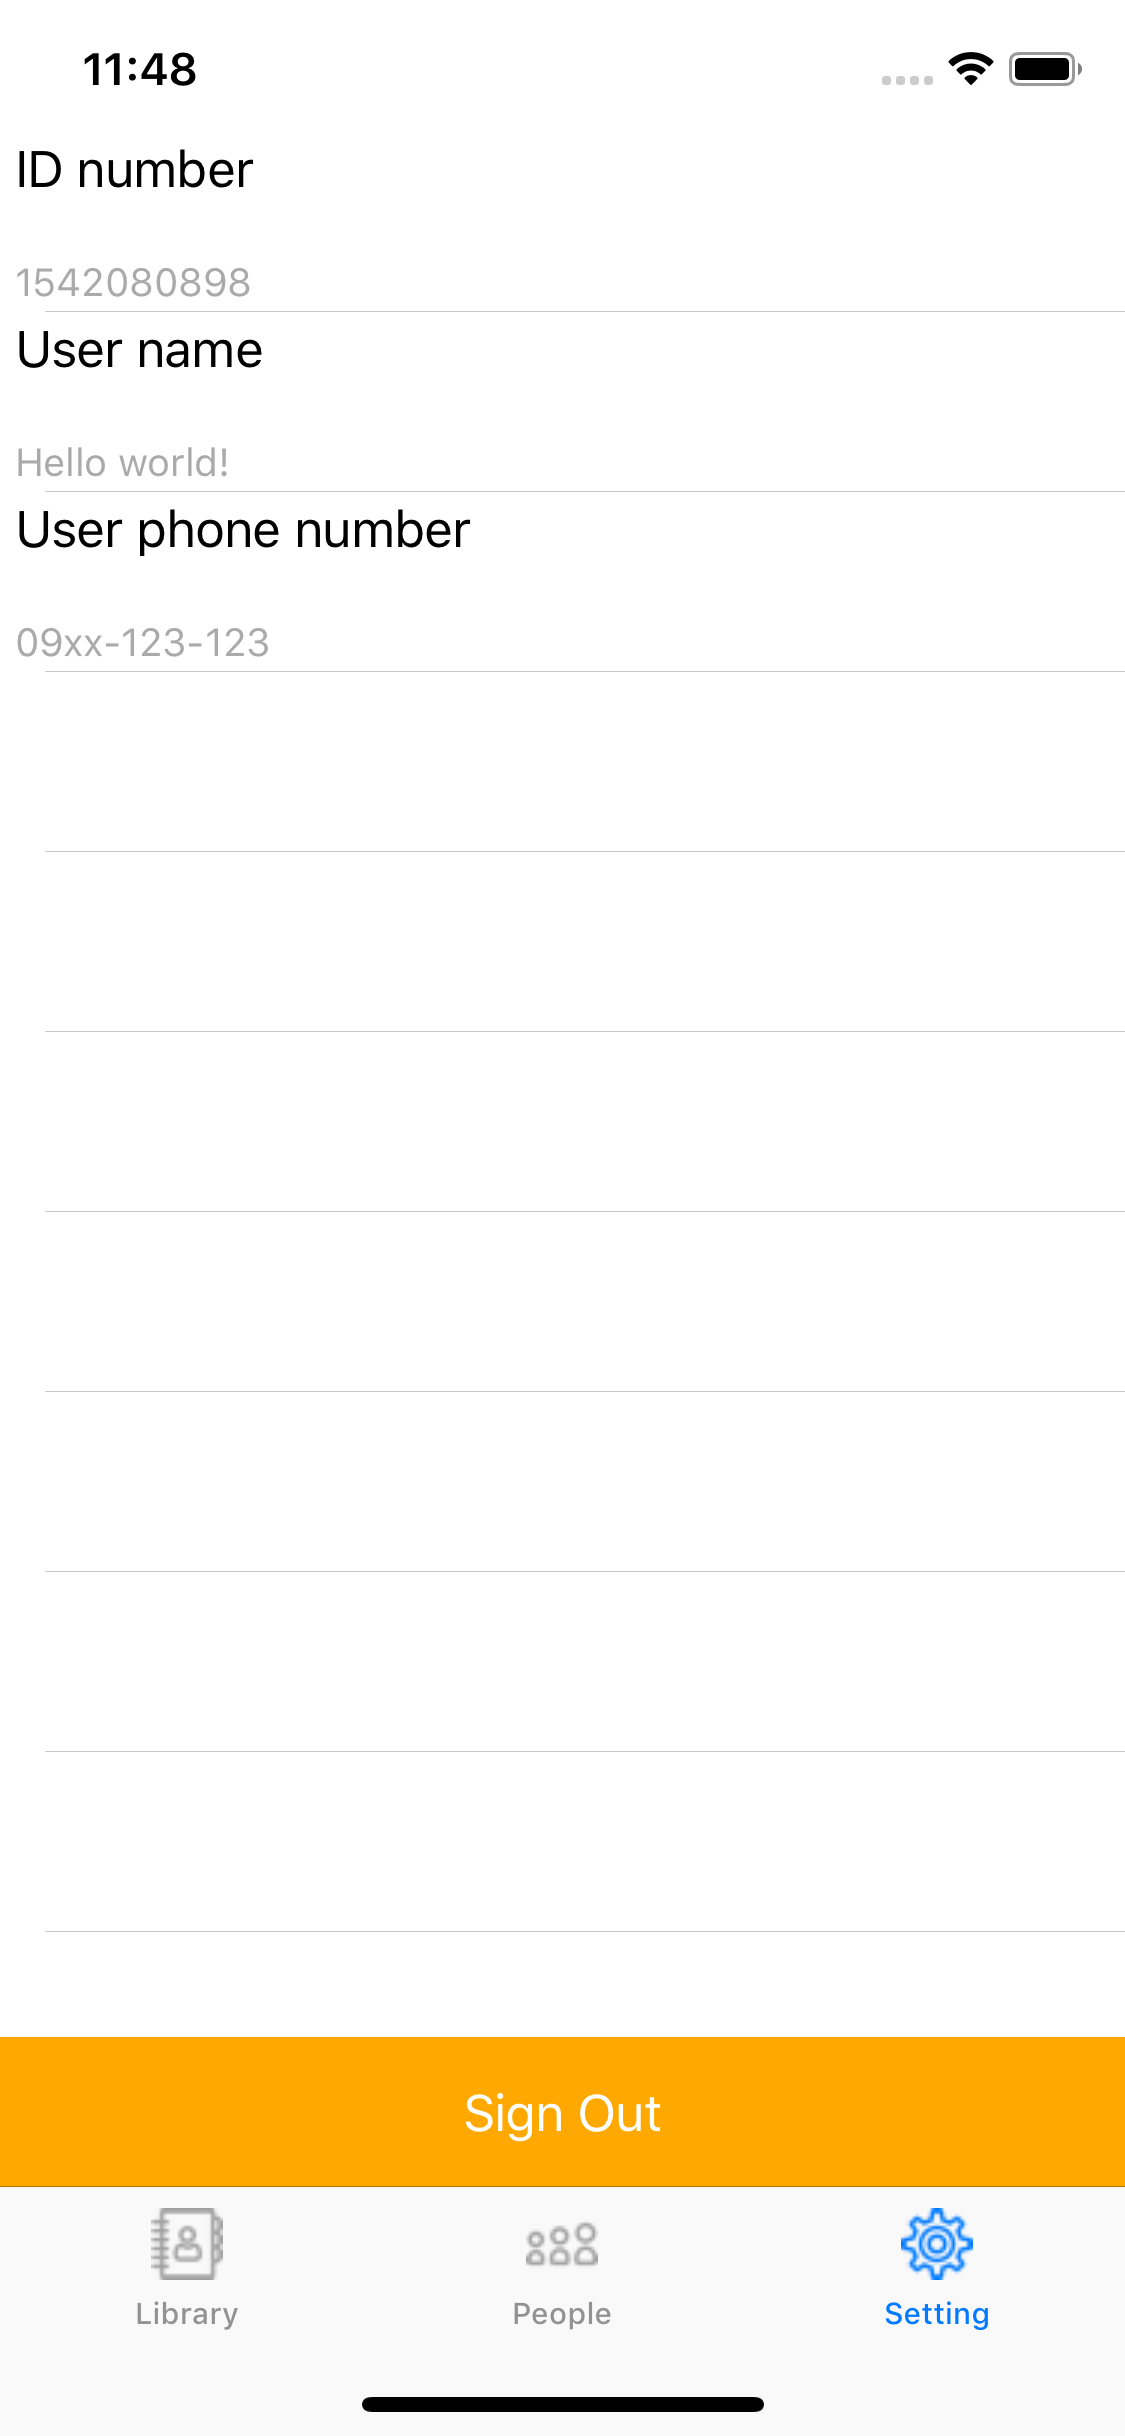 11:48
ID number
1542080898
User name
Hello world!
User phone number
09xx-123-123
Sign Out
Library
People
Setting